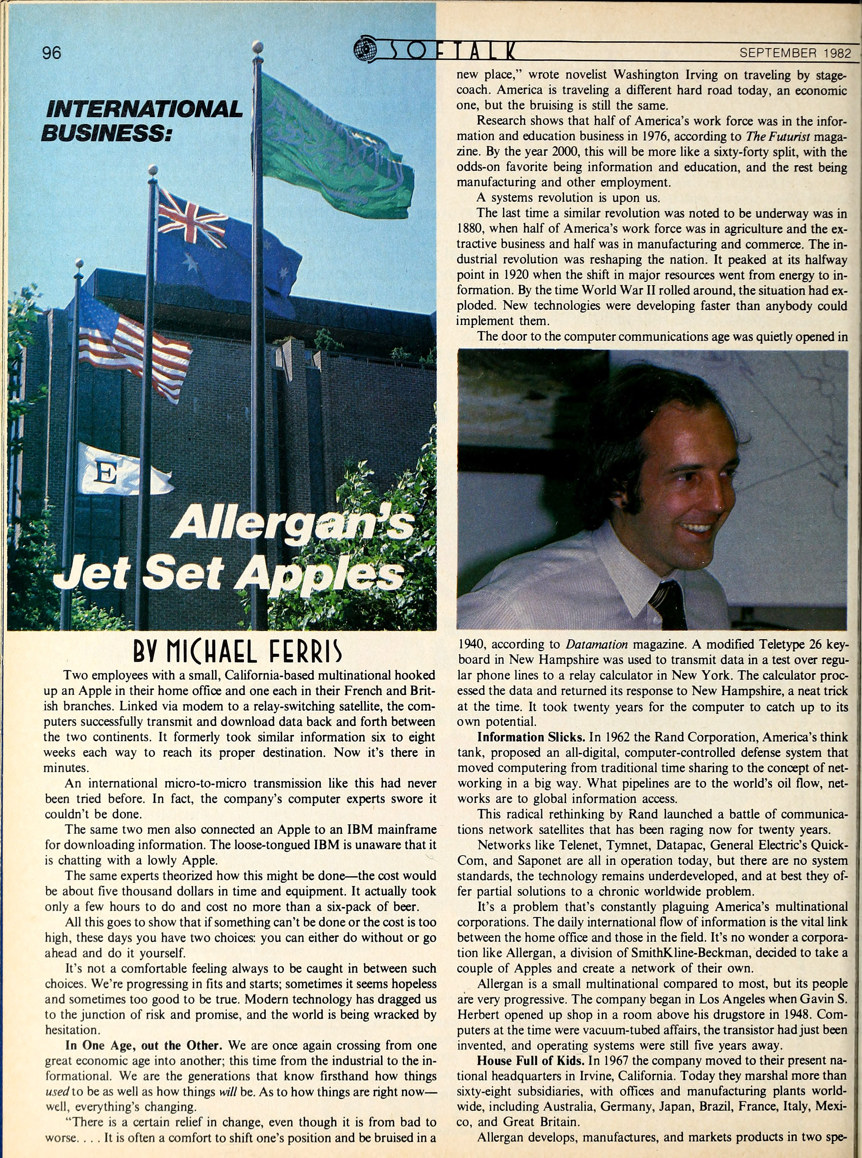 96
SOFTALK
SEPTEMBER 1982
INTERNATIONAL
BUSINESS:
E
Allergan's
Jet Set Apples
BY MICHAEL FERRIS
Two employees with a small, California-based multinational hooked
up an Apple in their home office and one each in their French and Brit-
ish branches. Linked via modem to a relay-switching satellite, the com-
puters successfully transmit and download data back and forth between
the two continents. It formerly took similar information six to eight
weeks each way to reach its proper destination. Now it's there in
minutes.
An international micro-to-micro transmission like this had never
been tried before. In fact, the company's computer experts swore it
couldn't be done.
The same two men also connected an Apple to an IBM mainframe
for downloading information. The loose-tongued IBM is unaware that it
is chatting with a lowly Apple.
The same experts theorized how this might be done—the cost would
be about five thousand dollars in time and equipment. It actually took
only a few hours to do and cost no more than a six-pack of beer.
All this goes to show that if something can't be done or the cost is too
high, these days you have two choices: you can either do without or go
ahead and do it yourself.
It's not a comfortable feeling always to be caught in between such
choices. We're progressing in fits and starts; sometimes it seems hopeless
and sometimes too good to be true. Modern technology has dragged us
to the junction of risk and promise, and the world is being wracked by
hesitation.
In One Age, out the Other. We are once again crossing from one
great economic age into another; this time from the industrial to the in-
formational. We are the generations that know firsthand how things
used to be as well as how things will be. As to how things are right now—
well, everything's changing.
"There is a certain relief in change, even though it is from bad to
worse. . . . It is often a comfort to shift one's position and be bruised in a
new place," wrote novelist Washington Irving on traveling by stage-
coach. America is traveling a different hard road today, an economic
one, but the bruising is still the same.
Research shows that half of America's work force was in the infor-
mation and education business in 1976, according to The Futurist maga-
zine. By the year 2000, this will be more like a sixty-forty split, with the
odds-on favorite being information and education, and the rest being
manufacturing and other employment.
A systems revolution is upon us.
The last time a similar revolution was noted to be underway was in
1880, when half of America's work force was in agriculture and the ex-
tractive business and half was in manufacturing and commerce. The in-
dustrial revolution was reshaping the nation. It peaked at its halfway
point in 1920 when the shift in major resources went from energy to in-
formation. By the time World War II rolled around, the situation had ex-
ploded. New technologies were developing faster than anybody could
implement them.
The door to the computer communications age was quietly opened in
1940, according to Datamation magazine. A modified Teletype 26 key-
board in New Hampshire was used to transmit data in a test over regu-
lar phone lines to a relay calculator in New York. The calculator proc-
essed the data and returned its response to New Hampshire, a neat trick
at the time. It took twenty years for the computer to catch up to its
own potential.
Information Slicks. In 1962 the Rand Corporation, America's think
tank, proposed an all-digital, computer-controlled defense system that
moved computering from traditional time sharing to the concept of net-
working in a big way. What pipelines are to the world's oil flow, net-
works are to global information access.
This radical rethinking by Rand launched a battle of communica-
tions network satellites that has been raging now for twenty years.
Networks like Telenet, Tymnet, Datapac, General Electric's Quick-
Com, and Saponet are all in operation today, but there are no system
standards, the technology remains underdeveloped, and at best they of-
fer partial solutions to a chronic worldwide problem.
It's a problem that's constantly plaguing America's multinational
corporations. The daily international flow of information is the vital link
between the home office and those in the field. It's no wonder a corpora-
tion like Allergan, a division of SmithKline-Beckman, decided to take a
couple of Apples and create a network of their own.
Allergan is a small multinational compared to most, but its people
are very progressive. The company began in Los Angeles when Gavin S.
Herbert opened up shop in a room above his drugstore in 1948. Com-
puters at the time were vacuum-tubed affairs, the transistor had just been
invented, and operating systems were still five years away.
House Full of Kids. In 1967 the company moved to their present na-
tional headquarters in Irvine, California. Today they marshal more than
sixty-eight subsidiaries, with offices and manufacturing plants world-
wide, including Australia, Germany, Japan, Brazil, France, Italy, Mexi-
co, and Great Britain.
Allergan develops, manufactures, and markets products in two spe-